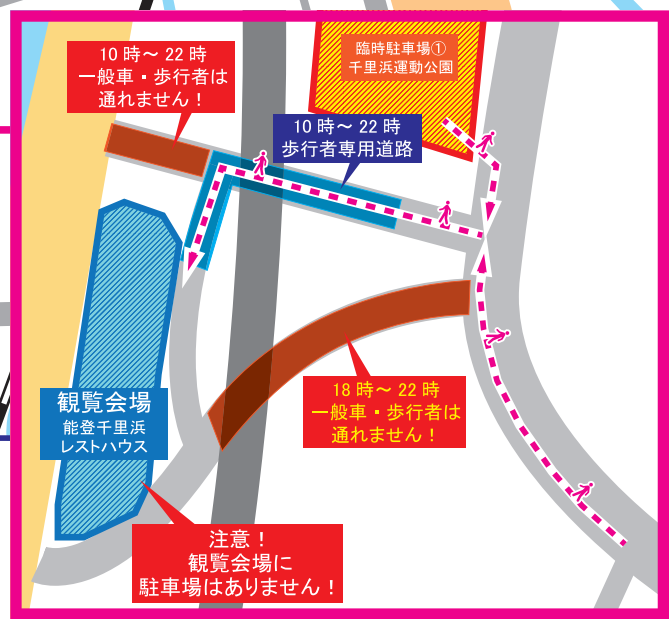 10時～22時
一般車・歩行者は
通れません！
臨時駐車場①
千里浜運動公園
10時～22時
歩行者専用道路
18時～22時
一般車・歩行者は
通れません！
観覧会場
能登千里浜
レストハウス
注意！
観覧会場に
駐車場はありません！